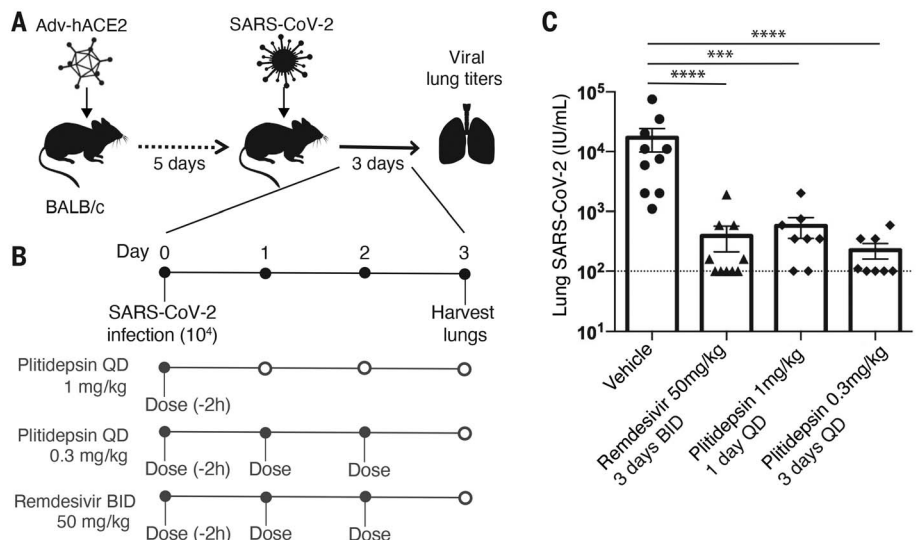 A
Adv-hACE2
SARS-CoV-2
Viral
lung titers
5 days
3 days
BALB/c
B
Day 0 1 2 3
SARS-CoV-2
infection (10⁴)
Harvest
lungs
Plitidepsin QD
1 mg/kg
Dose (-2h)
Plitidepsin QD
0.3 mg/kg
Dose (-2h) Dose Dose
Remdesivir BID
50 mg/kg
Dose (-2h) Dose Dose
C
****
***
****
Lung SARS-CoV-2 (IU/mL)
10⁵
10⁴
10³
10²
10¹
Vehicle
Remdesivir 50mg/kg
3 days BID
Plitidepsin 1mg/kg
1 day QD
Plitidepsin 0.3mg/kg
3 days QD